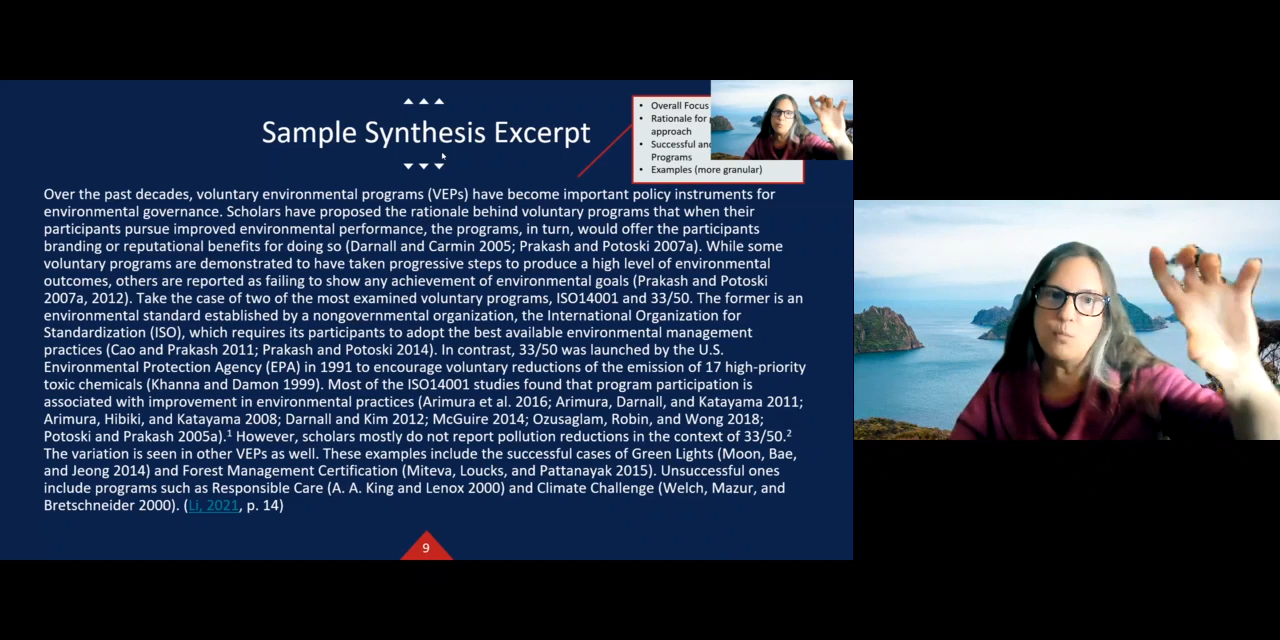 Sample Synthesis Excerpt
• Overall Focus
• Rationale for
approach
• Successful and
Programs
• Examples (more granular)
Over the past decades, voluntary environmental programs (VEPs) have become important policy instruments for
environmental governance. Scholars have proposed the rationale behind voluntary programs that when their
participants pursue improved environmental performance, the programs, in turn, would offer the participants
branding or reputational benefits for doing so (Darnall and Carmin 2005; Prakash and Potoski 2007a). While some
voluntary programs are demonstrated to have taken progressive steps to produce a high level of environmental
outcomes, others are reported as failing to show any achievement of environmental goals (Prakash and Potoski
2007a, 2012). Take the case of two of the most examined voluntary programs, ISO14001 and 33/50. The former is an
environmental standard established by a nongovernmental organization, the International Organization for
Standardization (ISO), which requires its participants to adopt the best available environmental management
practices (Cao and Prakash 2011; Prakash and Potoski 2014). In contrast, 33/50 was launched by the U.S.
Environmental Protection Agency (EPA) in 1991 to encourage voluntary reductions of the emission of 17 high-priority
toxic chemicals (Khanna and Damon 1999). Most of the ISO14001 studies found that program participation is
associated with improvement in environmental practices (Arimura et al. 2016; Arimura, Darnall, and Katayama 2011;
Arimura, Hibiki, and Katayama 2008; Darnall and Kim 2012; McGuire 2014; Ozusaglam, Robin, and Wong 2018;
Potoski and Prakash 2005a).¹ However, scholars mostly do not report pollution reductions in the context of 33/50.²
The variation is seen in other VEPs as well. These examples include the successful cases of Green Lights (Moon, Bae,
and Jeong 2014) and Forest Management Certification (Miteva, Loucks, and Pattanayak 2015). Unsuccessful ones
include programs such as Responsible Care (A. A. King and Lenox 2000) and Climate Challenge (Welch, Mazur, and
Bretschneider 2000). (Li, 2021, p. 14)
9